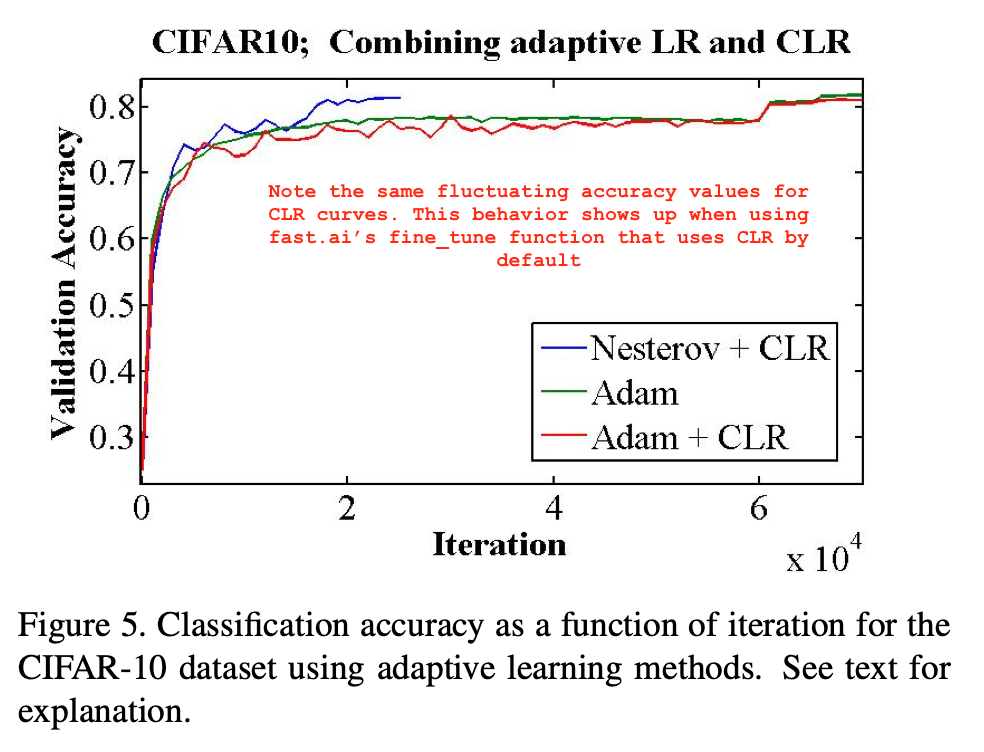 CIFAR10; Combining adaptive LR and CLR
Validation Accuracy
0.8
0.7
0.6
0.5
0.4
0.3
Note the same fluctuating accuracy values for
CLR curves. This behavior shows up when using
fast.ai’s fine_tune function that uses CLR by
default
Nesterov + CLR
Adam
Adam + CLR
0 2 4 6
Iteration
x 10^4
Figure 5. Classification accuracy as a function of iteration for the
CIFAR-10 dataset using adaptive learning methods. See text for
explanation.